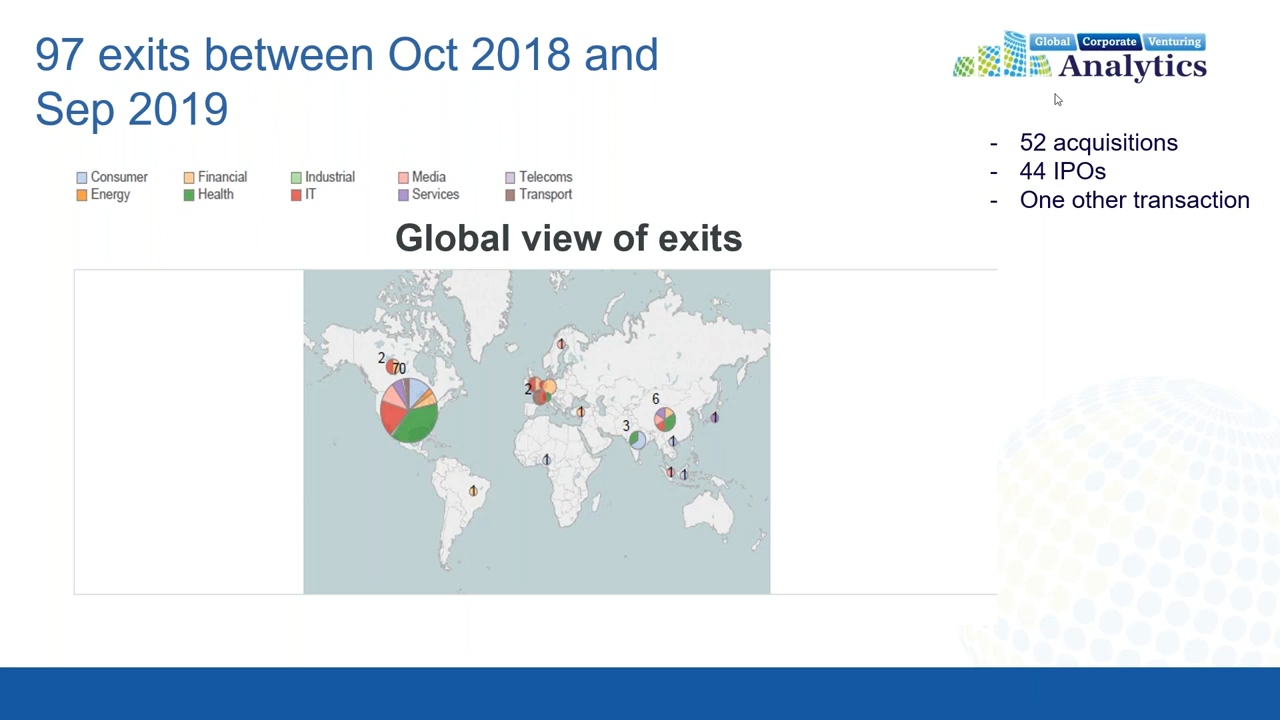 97 exits between Oct 2018 and
Sep 2019
Global Corporate Venturing
Analytics
- 52 acquisitions
- 44 IPOs
- One other transaction
Consumer Financial Industrial Media Telecoms
Energy Health IT Services Transport
Global view of exits
1
2
70
2
1
6
3
1
1
1
1
1
1